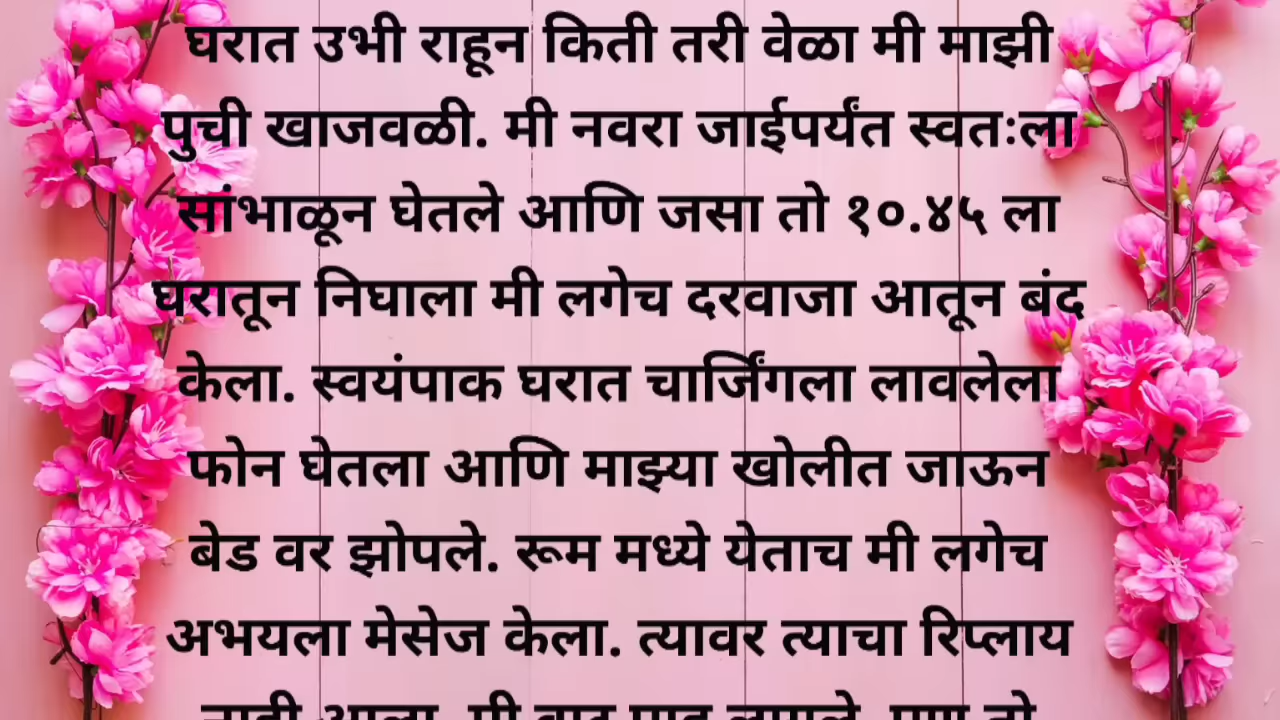 घरात उभी राहून किती तरी वेळा मी माझी
पुची खाजवळी. मी नवरा जाईपर्यंत स्वतःला
सांभाळून घेतले आणि जसा तो १०.४५ ला
घरातून निघाला मी लगेच दरवाजा आतून बंद
केला. स्वयंपाक घरात चार्जिंगला लावलेला
फोन घेतला आणि माझ्या खोलीत जाऊन
बेड वर झोपले. रूम मध्ये येताच मी लगेच
अभयला मेसेज केला. त्यावर त्याचा रिप्लाय